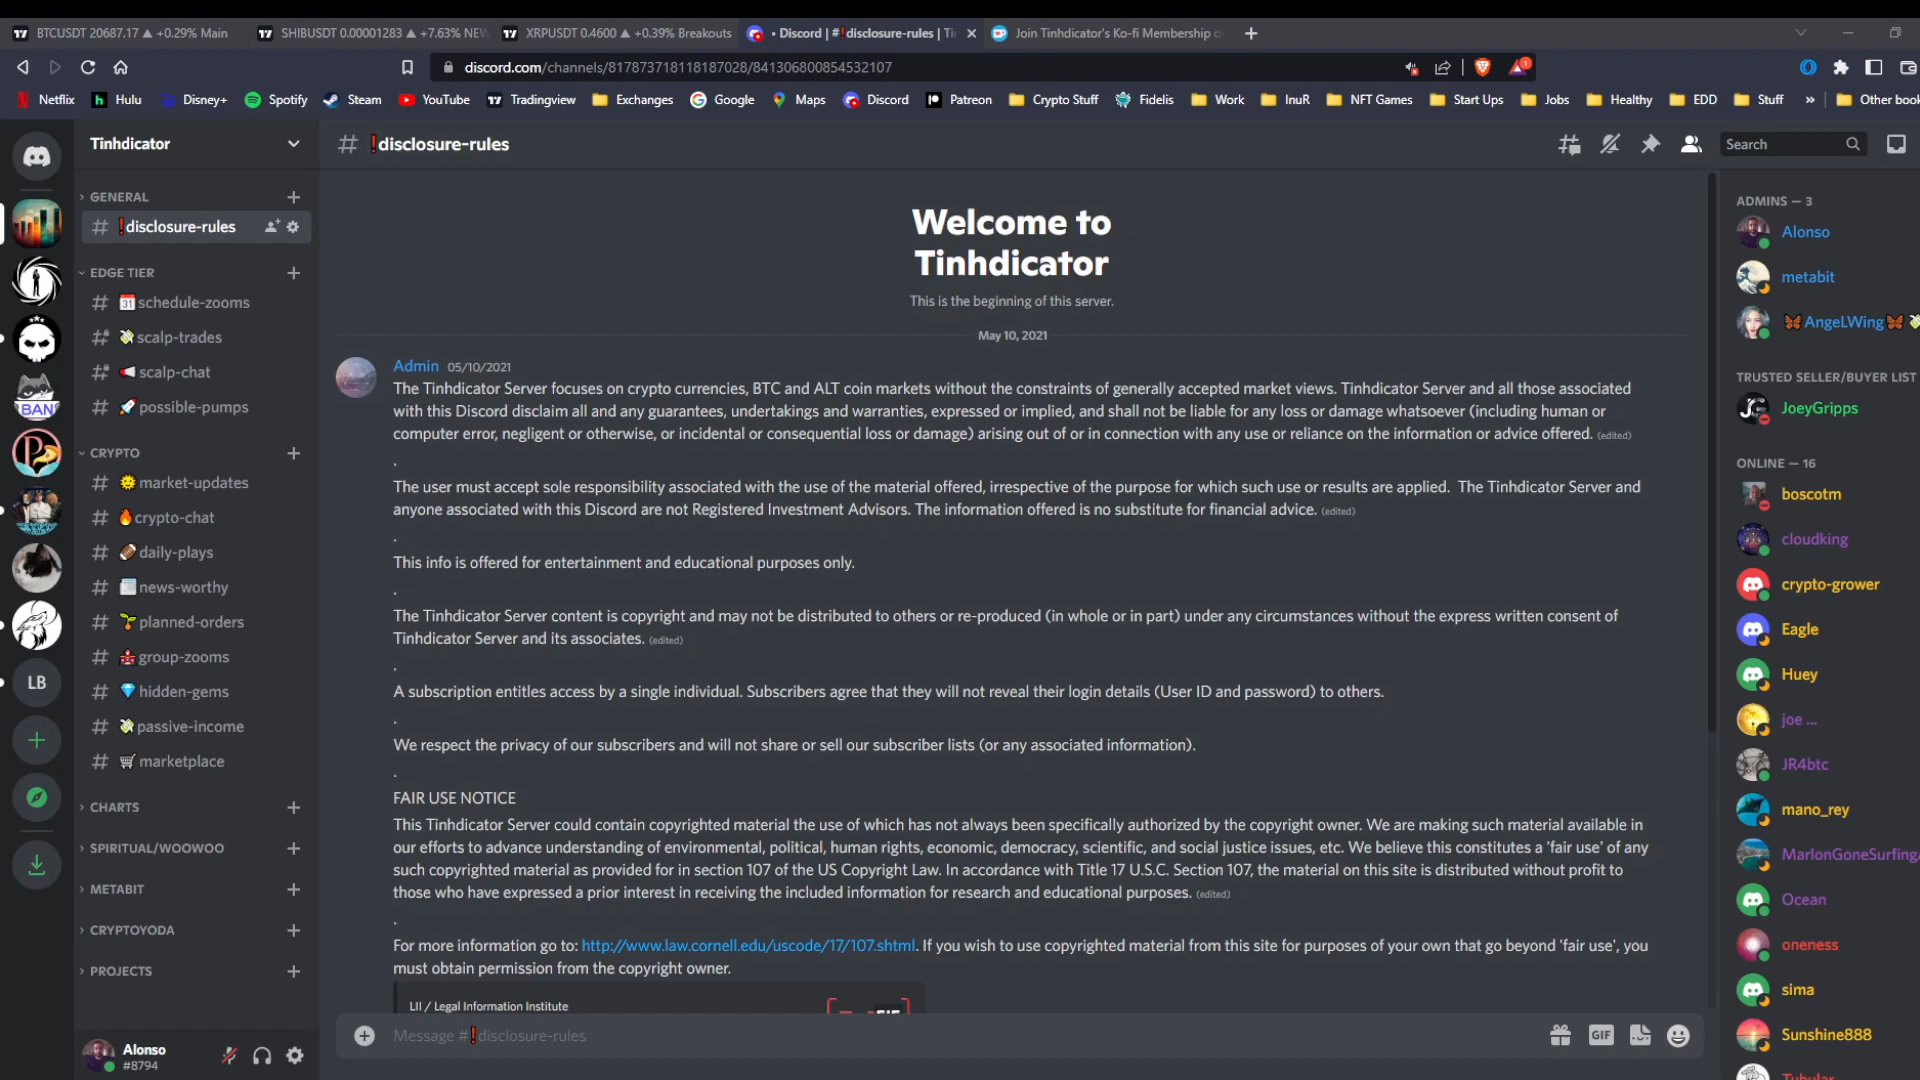 BTCUSDT 20687.17 ▲ +0.29% Main
SHIBUSDT 0.00001283 ▲ +7.63% NEW
XRPUSDT 0.4600 ▲ +0.39% Breakouts
• Discord | #❗disclosure-rules | Ti
Join Tinhdicator's Ko-fi Membership o
discord.com/channels/817873718118187028/841306800854532107
Netflix
Hulu
Disney+
Spotify
Steam
YouTube
Tradingview
Exchanges
Google
Maps
Discord
Patreon
Crypto Stuff
Fidelis
Work
InuR
NFT Games
Start Ups
Jobs
Healthy
EDD
Stuff
»
Other book
Tinhdicator
# ❗disclosure-rules
Search
GENERAL
# ❗disclosure-rules
EDGE TIER
# 📅schedule-zooms
# 💸scalp-trades
# 📢scalp-chat
# 🚀possible-pumps
CRYPTO
# 🌞market-updates
# 🔥crypto-chat
# 🏈daily-plays
# 📰news-worthy
# 🌱planned-orders
# group-zooms
# 💎hidden-gems
# 💸passive-income
# 🛒marketplace
CHARTS
SPIRITUAL/WOOWOO
METABIT
CRYPTOYODA
PROJECTS
LB
BAN
Alonso
#8794
Welcome to
Tinhdicator
This is the beginning of this server.
May 10, 2021
Admin 05/10/2021
The Tinhdicator Server focuses on crypto currencies, BTC and ALT coin markets without the constraints of generally accepted market views. Tinhdicator Server and all those associated
with this Discord disclaim all and any guarantees, undertakings and warranties, expressed or implied, and shall not be liable for any loss or damage whatsoever (including human or
computer error, negligent or otherwise, or incidental or consequential loss or damage) arising out of or in connection with any use or reliance on the information or advice offered. (edited)
.
The user must accept sole responsibility associated with the use of the material offered, irrespective of the purpose for which such use or results are applied. The Tinhdicator Server and
anyone associated with this Discord are not Registered Investment Advisors. The information offered is no substitute for financial advice. (edited)
.
This info is offered for entertainment and educational purposes only.
.
The Tinhdicator Server content is copyright and may not be distributed to others or re-produced (in whole or in part) under any circumstances without the express written consent of
Tinhdicator Server and its associates. (edited)
.
A subscription entitles access by a single individual. Subscribers agree that they will not reveal their login details (User ID and password) to others.
.
We respect the privacy of our subscribers and will not share or sell our subscriber lists (or any associated information).
.
FAIR USE NOTICE
This Tinhdicator Server could contain copyrighted material the use of which has not always been specifically authorized by the copyright owner. We are making such material available in
our efforts to advance understanding of environmental, political, human rights, economic, democracy, scientific, and social justice issues, etc. We believe this constitutes a 'fair use' of any
such copyrighted material as provided for in section 107 of the US Copyright Law. In accordance with Title 17 U.S.C. Section 107, the material on this site is distributed without profit to
those who have expressed a prior interest in receiving the included information for research and educational purposes. (edited)
.
For more information go to: http://www.law.cornell.edu/uscode/17/107.shtml. If you wish to use copyrighted material from this site for purposes of your own that go beyond 'fair use', you
must obtain permission from the copyright owner.
LII / Legal Information Institute
Message #❗disclosure-rules
GIF
ADMINS — 3
Alonso
metabit
🦋AngeLWing🦋💸
TRUSTED SELLER/BUYER LIST
JoeyGripps
ONLINE — 16
boscotm
cloudking
crypto-grower
Eagle
Huey
joe ...
JR4btc
mano_rey
MarlonGoneSurfing
Ocean
oneness
sima
Sunshine888